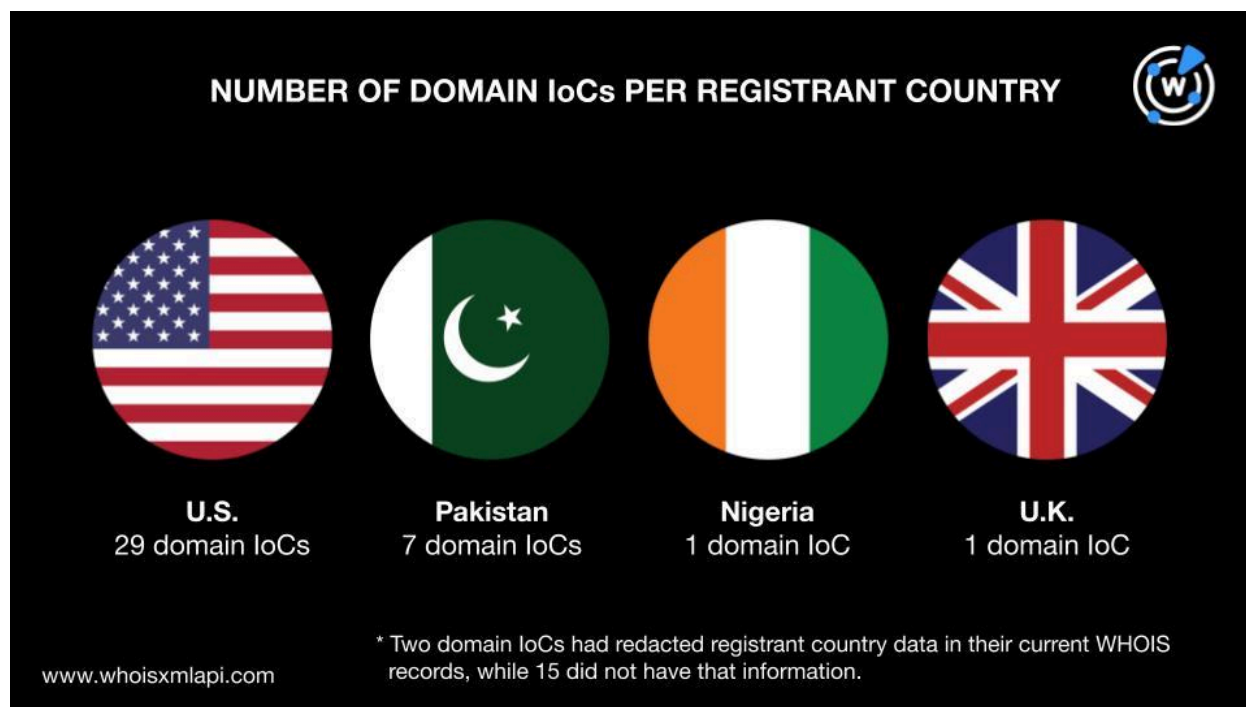 NUMBER OF DOMAIN IoCs PER REGISTRANT COUNTRY
W
U.S.
29 domain IoCs
Pakistan
7 domain IoCs
Nigeria
1 domain IoC
U.K.
1 domain IoC
* Two domain IoCs had redacted registrant country data in their current WHOIS
records, while 15 did not have that information.
www.whoisxmlapi.com